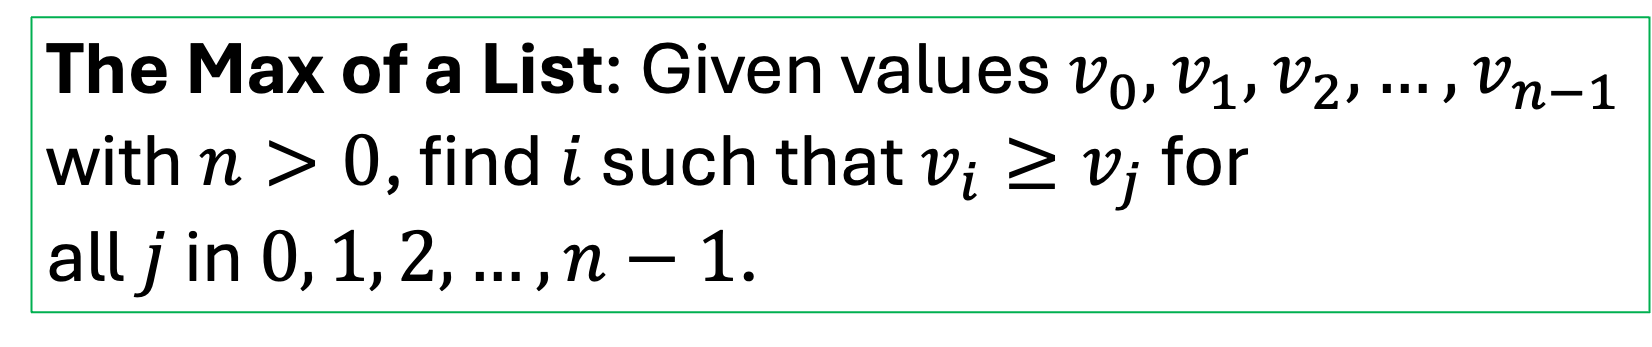 The Max of a List: Given values v₀, v₁, v₂, … , vₙ₋₁
with n > 0, find i such that vᵢ ≥ vⱼ for
all j in 0, 1, 2, … , n − 1.